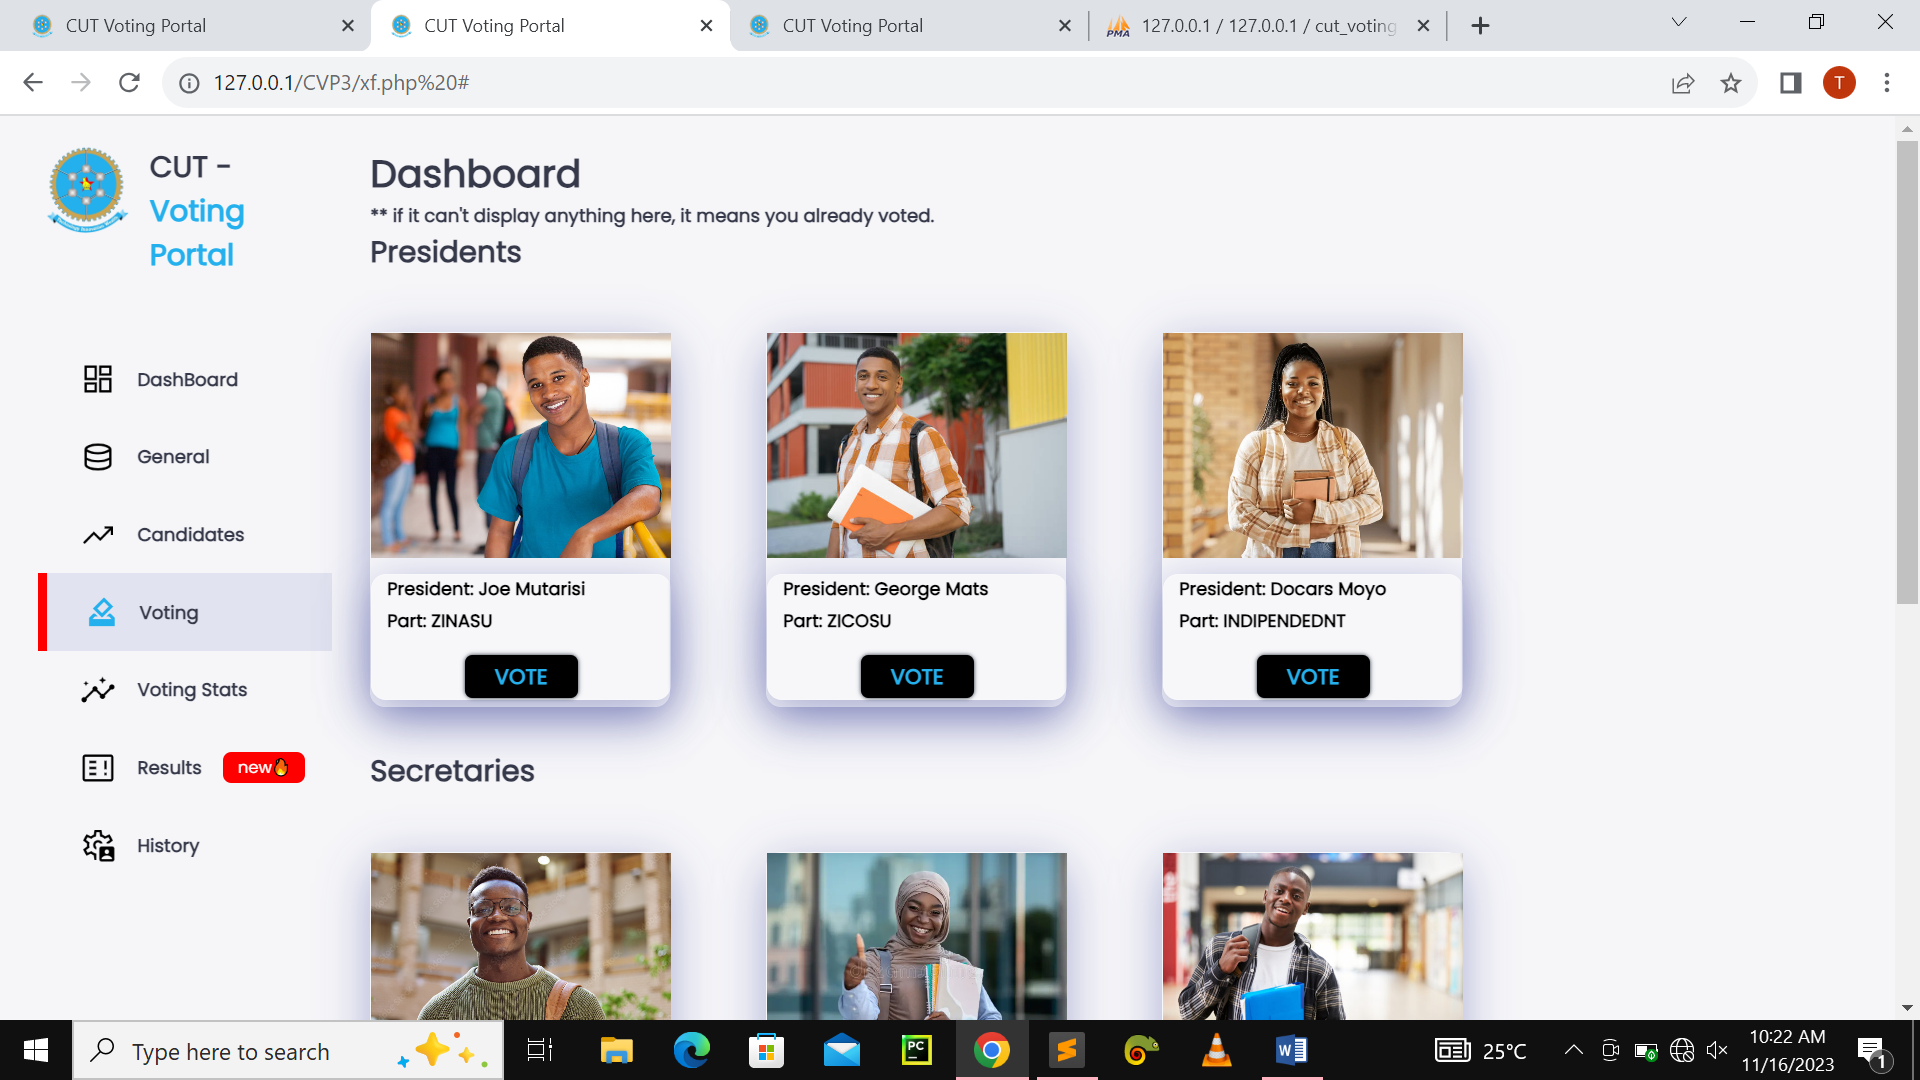 CUT Voting Portal
CUT Voting Portal
CUT Voting Portal
PMA 127.0.0.1 / 127.0.0.1 / cut_voting
127.0.0.1/CVP3/xf.php%20#
T
CUT -
Voting
Portal
DashBoard
General
Candidates
Voting
Voting Stats
Results new🔥
History
Dashboard
** if it can't display anything here, it means you already voted.
Presidents
President: Joe Mutarisi
Part: ZINASU
VOTE
President: George Mats
Part: ZICOSU
VOTE
President: Docars Moyo
Part: INDIPENDEDNT
VOTE
Secretaries
Type here to search
PC
W
25°C
10:22 AM
11/16/2023
1